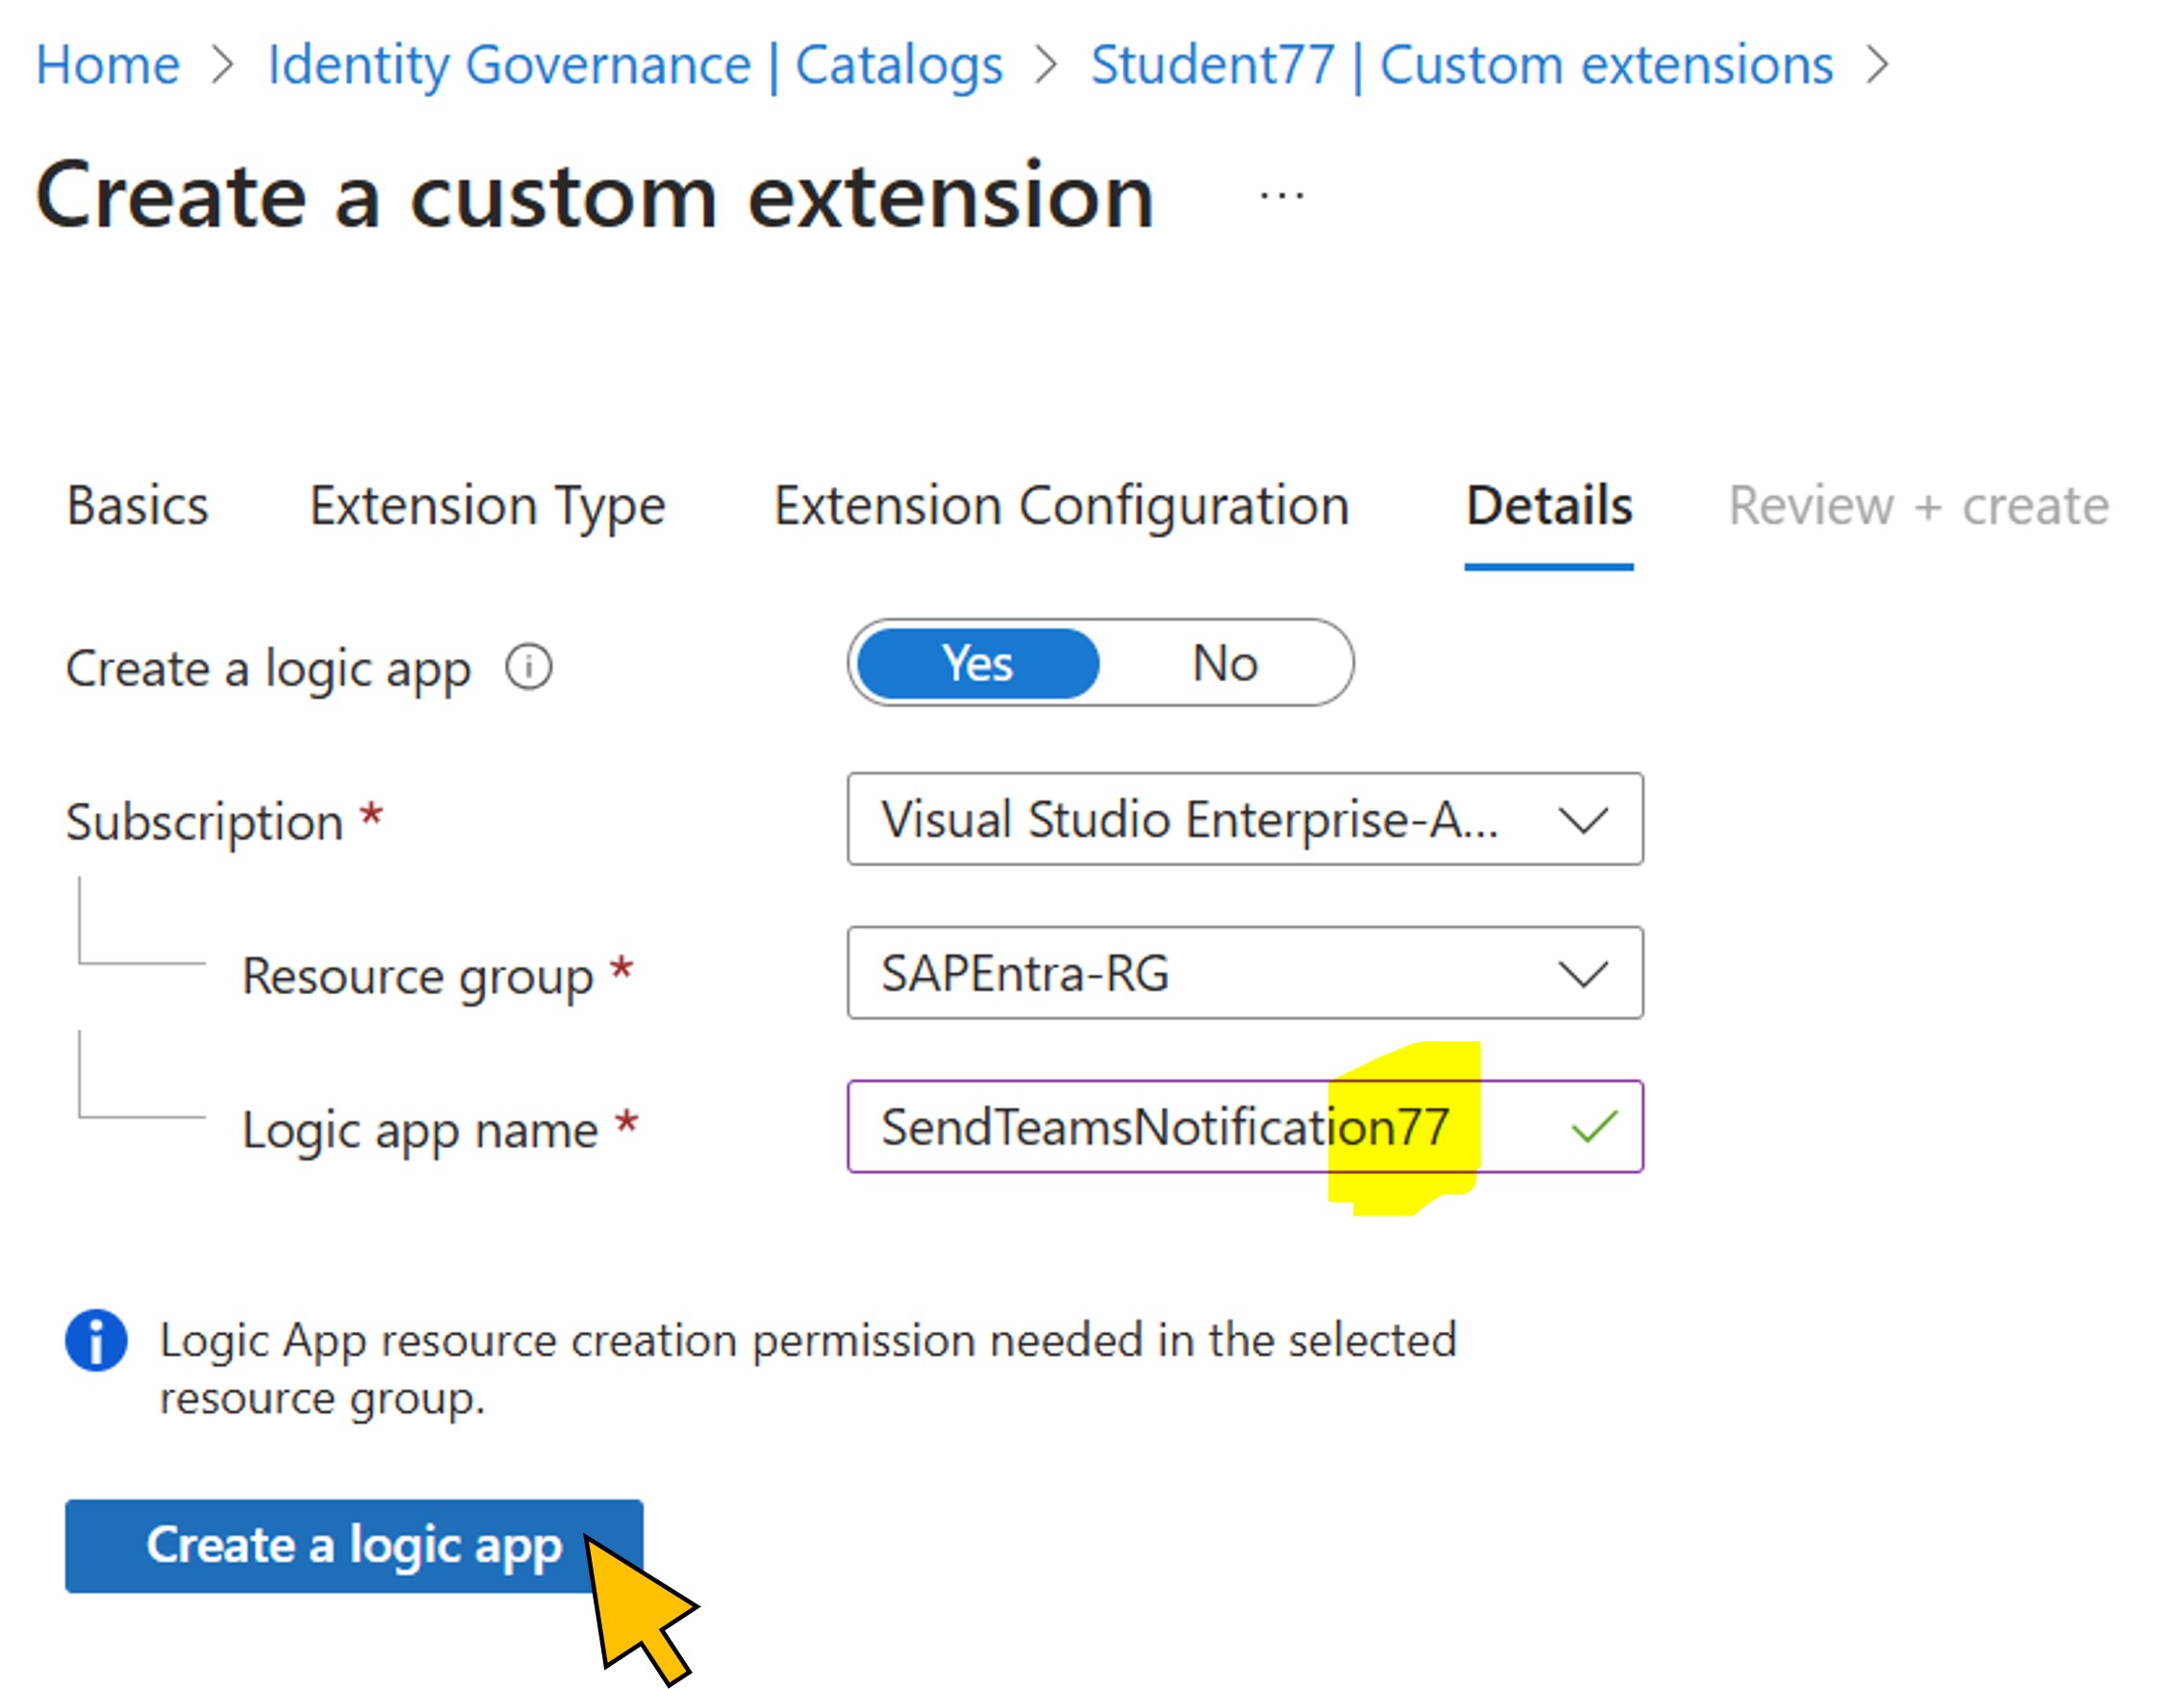 Home > Identity Governance | Catalogs > Student77 | Custom extensions >
Create a custom extension ...
Basics Extension Type Extension Configuration Details Review + create
Create a logic app Yes No
Subscription * Visual Studio Enterprise-A...
Resource group * SAPEntra-RG
Logic app name * SendTeamsNotification77
Logic App resource creation permission needed in the selected
resource group.
Create a logic app